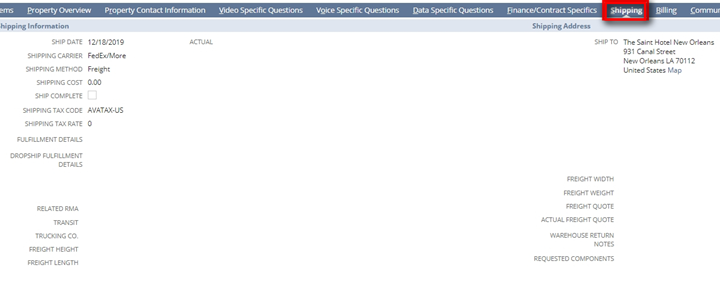 ems Property Overview Property Contact Information Video Specific Questions Voice Specific Questions Data Specific Questions Finance/Contract Specifics Shipping Billing Commu
hipping Information Shipping Address
SHIP DATE 12/18/2019 ACTUAL SHIP TO The Saint Hotel New Orleans
931 Canal Street
New Orleans LA 70112
United States Map
SHIPPING CARRIER FedEx/More
SHIPPING METHOD Freight
SHIPPING COST 0.00
SHIP COMPLETE
SHIPPING TAX CODE AVATAX-US
SHIPPING TAX RATE 0
FULFILLMENT DETAILS
DROPSHIP FULFILLMENT
DETAILS
RELATED RMA
TRANSIT
TRUCKING CO.
FREIGHT HEIGHT
FREIGHT LENGTH
FREIGHT WIDTH
FREIGHT WEIGHT
FREIGHT QUOTE
ACTUAL FREIGHT QUOTE
WAREHOUSE RETURN
NOTES
REQUESTED COMPONENTS